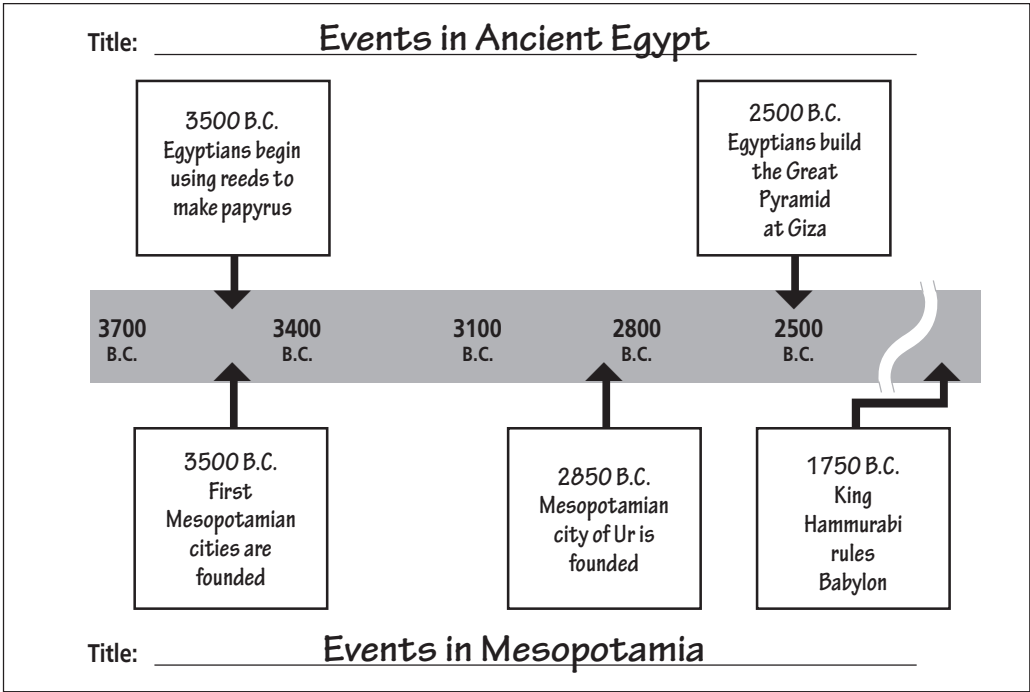 Title: Events in Ancient Egypt
3500 B.C.
Egyptians begin
using reeds to
make papyrus
2500 B.C.
Egyptians build
the Great
Pyramid
at Giza
3700
B.C.
3400
B.C.
3100
B.C.
2800
B.C.
2500
B.C.
3500 B.C.
First
Mesopotamian
cities are
founded
2850 B.C.
Mesopotamian
city of Ur is
founded
1750 B.C.
King
Hammurabi
rules
Babylon
Title: Events in Mesopotamia